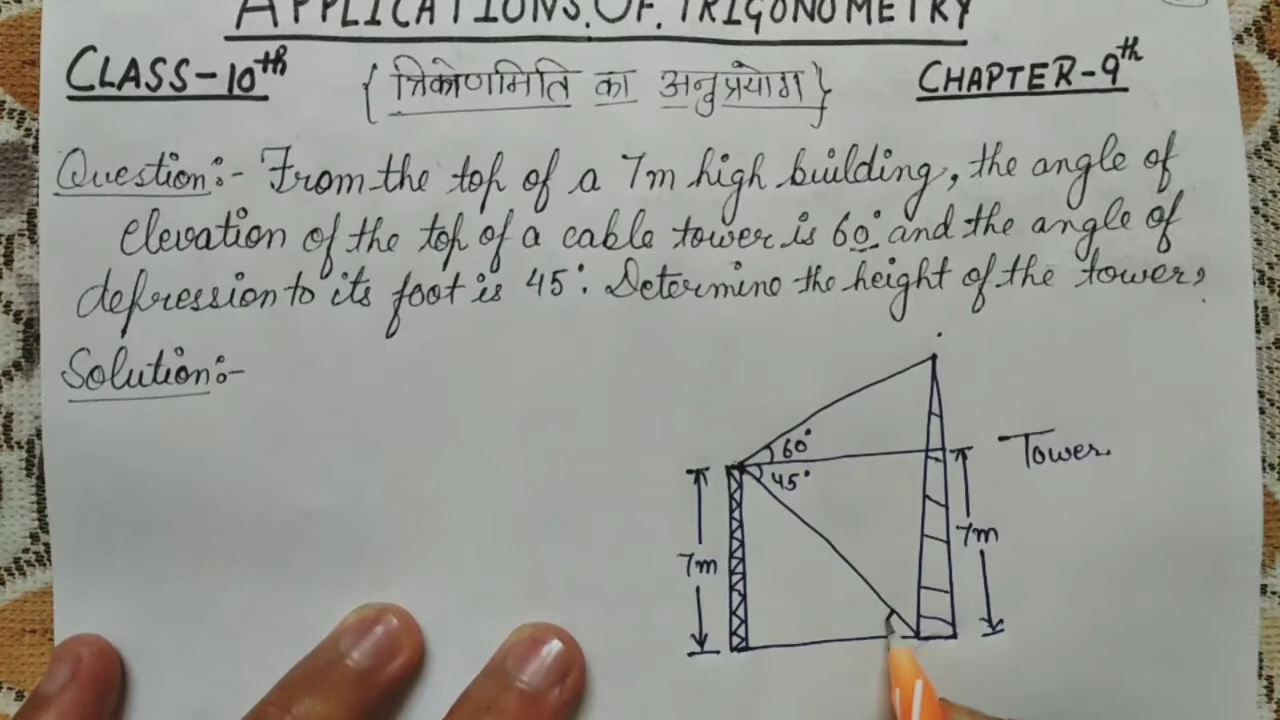 APPLICATIONS. OF. TRIGONOMETRY
CLASS-10th {त्रिकोणमिति का अनुप्रयोग} CHAPTER-9th
Question:- From the top of a 7m high building, the angle of
elevation of the top of a cable tower is 60° and the angle of
depression to its foot is 45°. Determine the height of the tower.
Solution:-
60°
Tower
45°
7m
7m